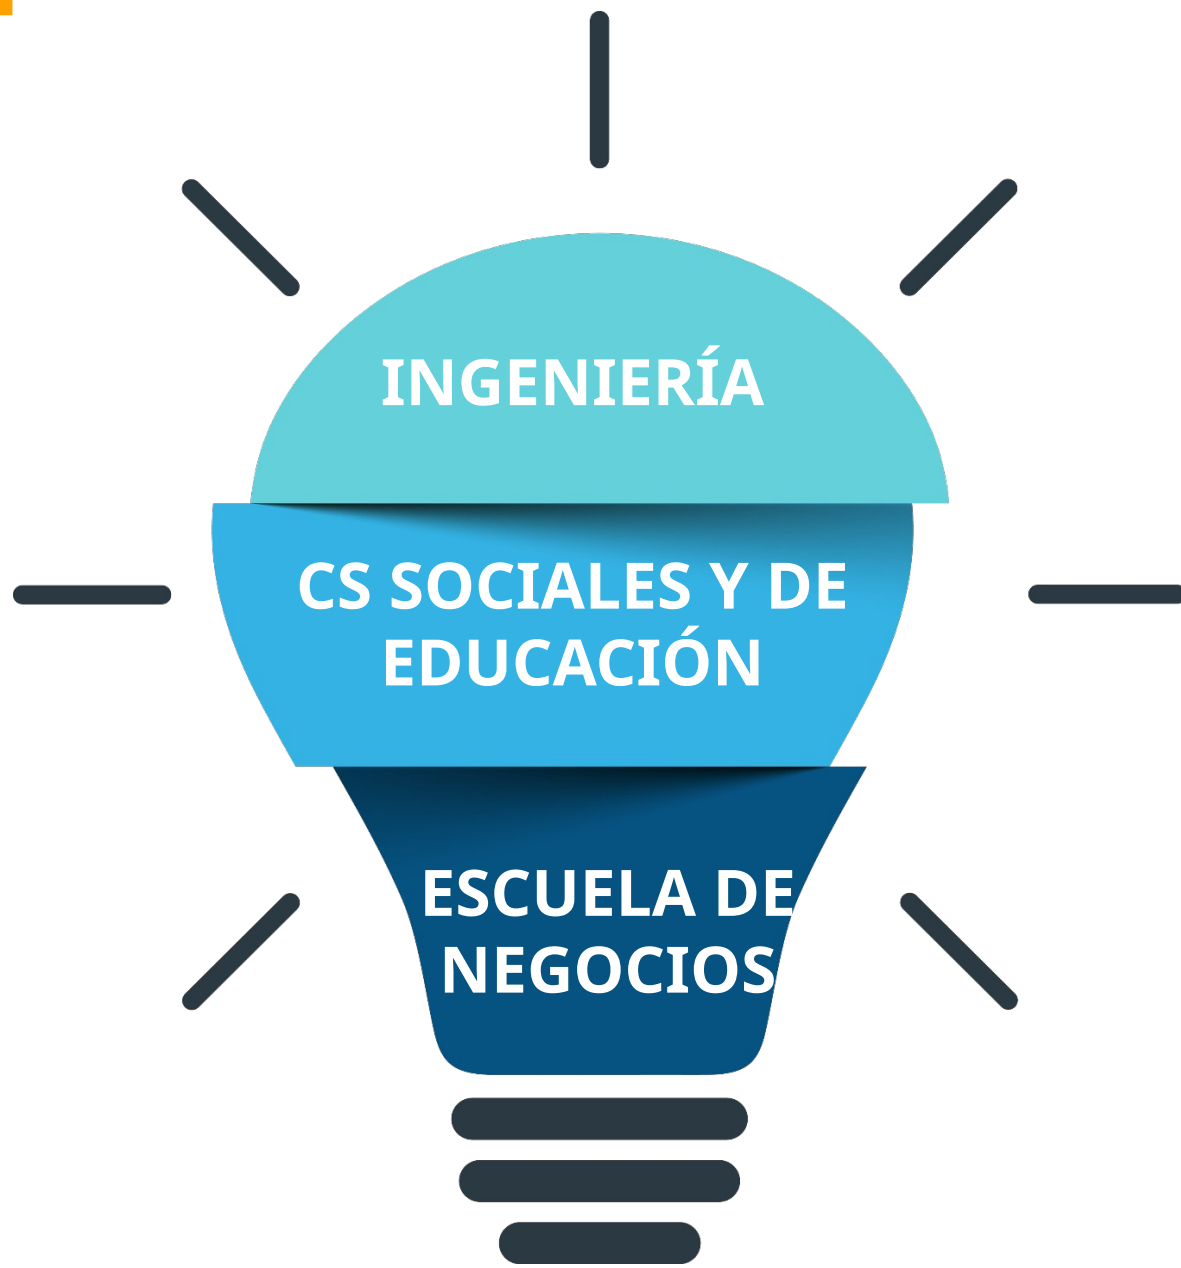 INGENIERÍA
CS SOCIALES Y DE
EDUCACIÓN
ESCUELA DE
NEGOCIOS